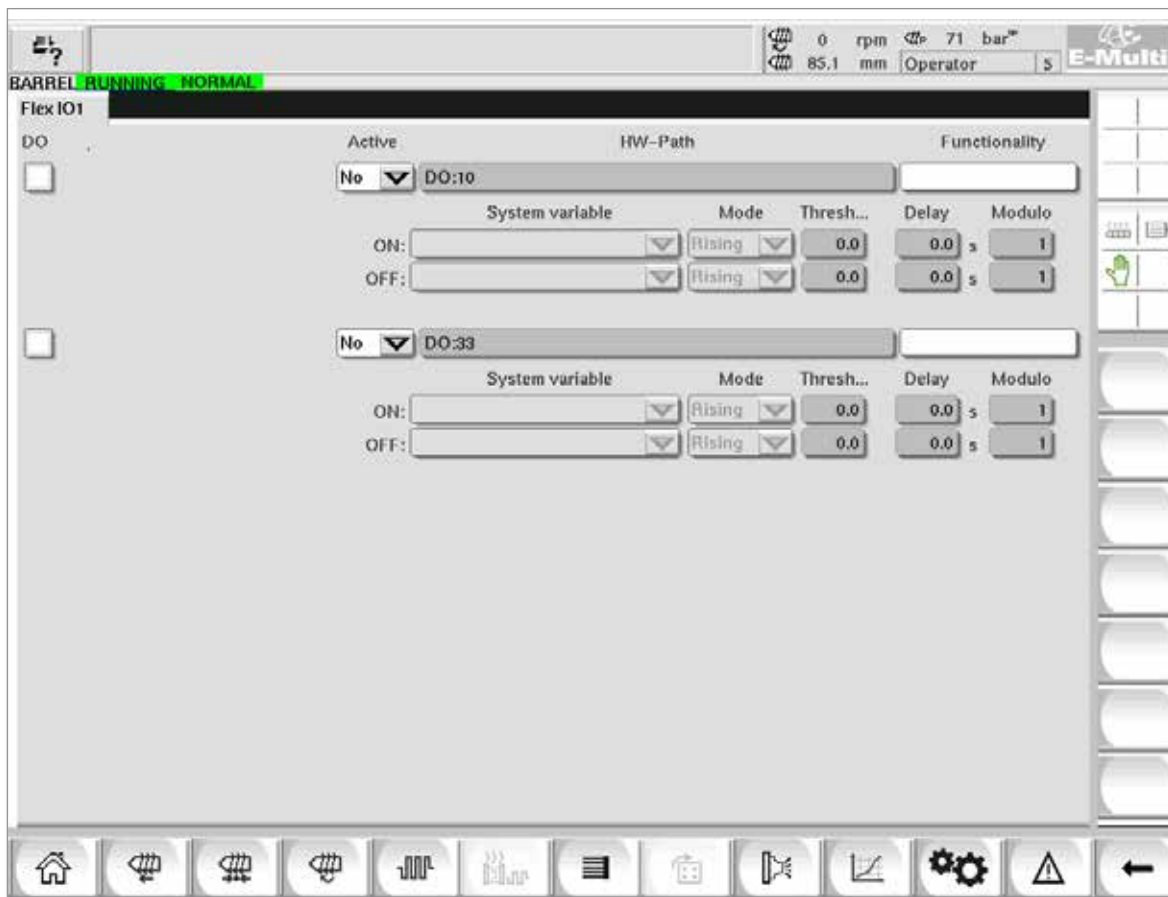 0 rpm 71 bar
85.1 mm Operator S E-Multi
BARREL RUNNING NORMAL
Flex IO1
DO Active HW-Path Functionality
No DO:10
System variable Mode Thresh... Delay Modulo
ON: Rising 0.0 0.0 s 1
OFF: Rising 0.0 0.0 s 1
No DO:33
System variable Mode Thresh... Delay Modulo
ON: Rising 0.0 0.0 s 1
OFF: Rising 0.0 0.0 s 1